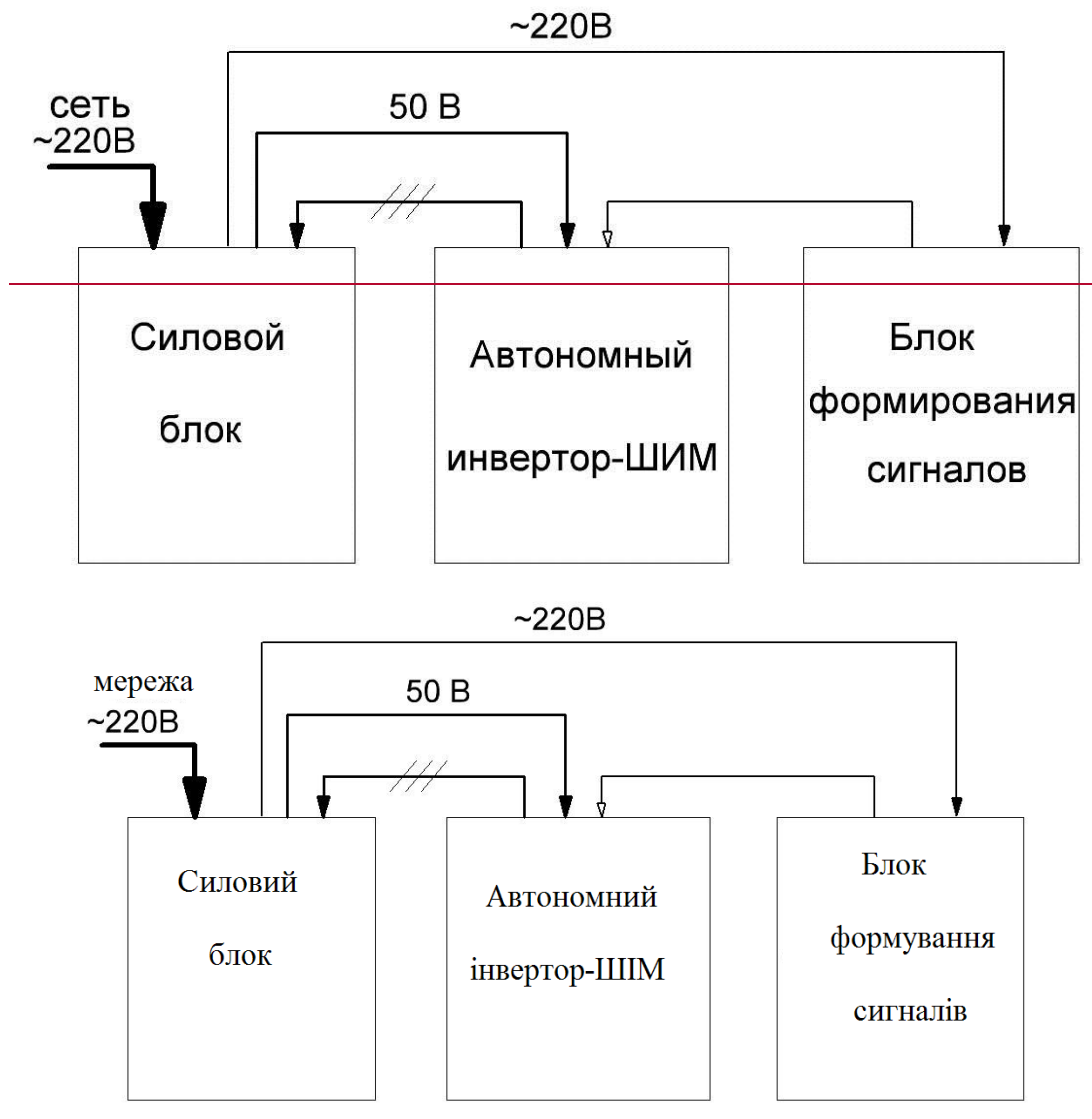 ~220В
сеть
~220В
50 В
Силовой
блок
Автономный
инвертор-ШИМ
Блок
формирования
сигналов
~220В
мережа
~220В
50 В
Силовий
блок
Автономний
інвертор-ШІМ
Блок
формування
сигналів